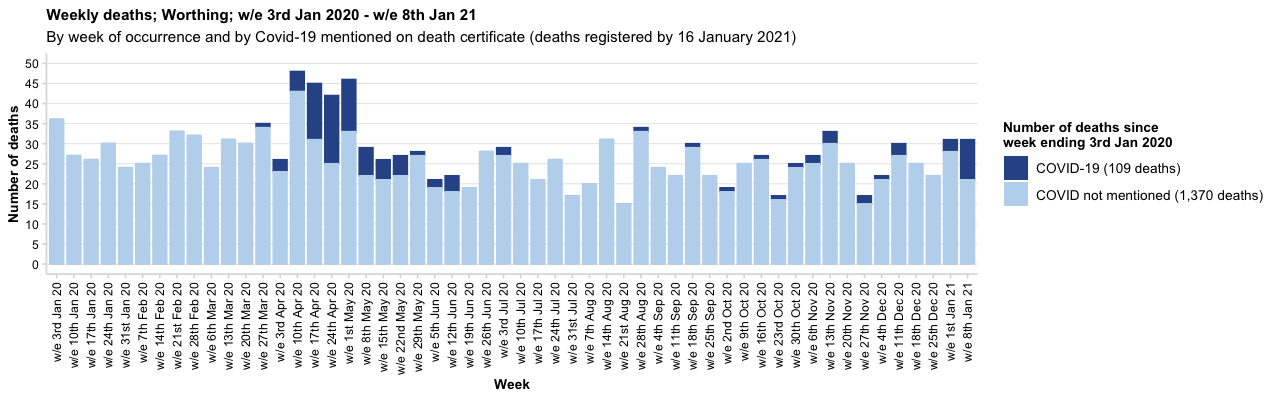 Weekly deaths; Worthing; w/e 3rd Jan 2020 - w/e 8th Jan 21
By week of occurrence and by Covid-19 mentioned on death certificate (deaths registered by 16 January 2021)
Number of deaths
50
45
40
35
30
25
20
15
10
5
0
w/e 3rd Jan 20
w/e 10th Jan 20
w/e 17th Jan 20
w/e 24th Jan 20
w/e 31st Jan 20
w/e 7th Feb 20
w/e 14th Feb 20
w/e 21st Feb 20
w/e 28th Feb 20
w/e 6th Mar 20
w/e 13th Mar 20
w/e 20th Mar 20
w/e 27th Mar 20
w/e 3rd Apr 20
w/e 10th Apr 20
w/e 17th Apr 20
w/e 24th Apr 20
w/e 1st May 20
w/e 8th May 20
w/e 15th May 20
w/e 22nd May 20
w/e 29th May 20
w/e 5th Jun 20
w/e 12th Jun 20
w/e 19th Jun 20
w/e 26th Jun 20
w/e 3rd Jul 20
w/e 10th Jul 20
w/e 17th Jul 20
w/e 24th Jul 20
w/e 31st Jul 20
w/e 7th Aug 20
w/e 14th Aug 20
w/e 21st Aug 20
w/e 28th Aug 20
w/e 4th Sep 20
w/e 11th Sep 20
w/e 18th Sep 20
w/e 25th Sep 20
w/e 2nd Oct 20
w/e 9th Oct 20
w/e 16th Oct 20
w/e 23rd Oct 20
w/e 30th Oct 20
w/e 6th Nov 20
w/e 13th Nov 20
w/e 20th Nov 20
w/e 27th Nov 20
w/e 4th Dec 20
w/e 11th Dec 20
w/e 18th Dec 20
w/e 25th Dec 20
w/e 1st Jan 21
w/e 8th Jan 21
Week
Number of deaths since
week ending 3rd Jan 2020
COVID-19 (109 deaths)
COVID not mentioned (1,370 deaths)